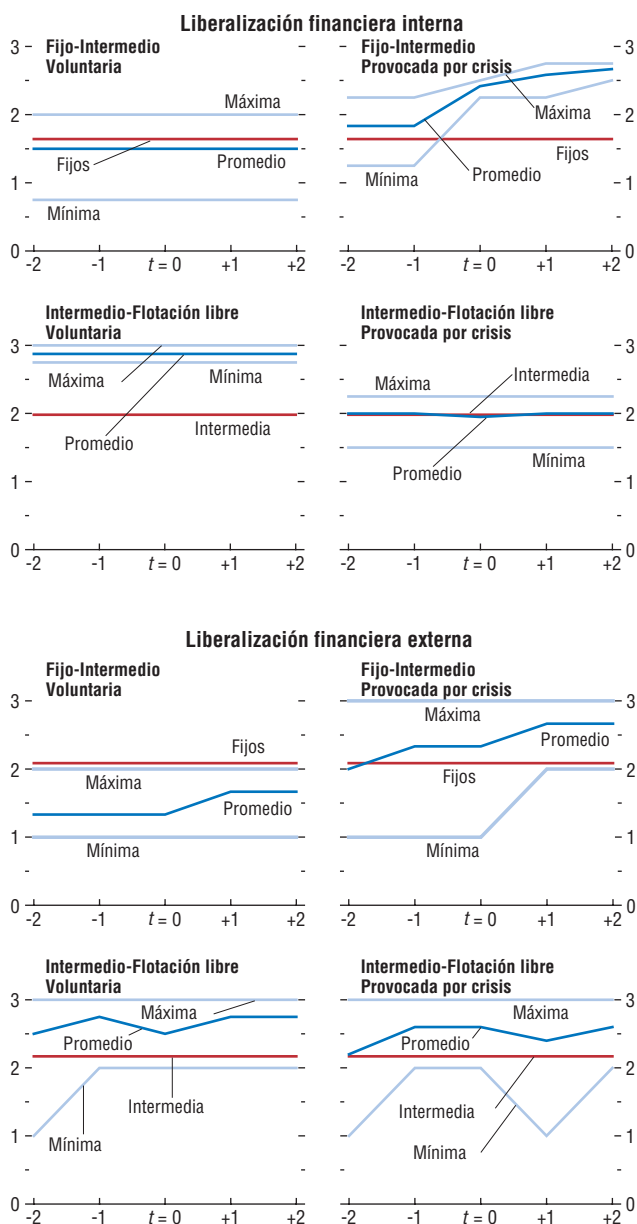 Liberalización financiera interna
Fijo-Intermedio
Voluntaria
3
2
1
0
Máxima
Fijos
Promedio
Mínima
-2 -1 t = 0 +1 +2
Fijo-Intermedio
Provocada por crisis
3
2
1
0
Máxima
Fijos
Promedio
Mínima
-2 -1 t = 0 +1 +2
Intermedio-Flotación libre
Voluntaria
3
2
1
0
Máxima
Mínima
Promedio
Intermedia
-2 -1 t = 0 +1 +2
Intermedio-Flotación libre
Provocada por crisis
3
2
1
0
Máxima
Intermedia
Promedio
Mínima
-2 -1 t = 0 +1 +2
Liberalización financiera externa
Fijo-Intermedio
Voluntaria
3
2
1
0
Fijos
Máxima
Promedio
Mínima
-2 -1 t = 0 +1 +2
Fijo-Intermedio
Provocada por crisis
3
2
1
0
Máxima
Promedio
Fijos
Mínima
-2 -1 t = 0 +1 +2
Intermedio-Flotación libre
Voluntaria
3
2
1
0
Máxima
Promedio
Intermedia
Mínima
-2 -1 t = 0 +1 +2
Intermedio-Flotación libre
Provocada por crisis
3
2
1
0
Máxima
Promedio
Intermedia
Mínima
-2 -1 t = 0 +1 +2